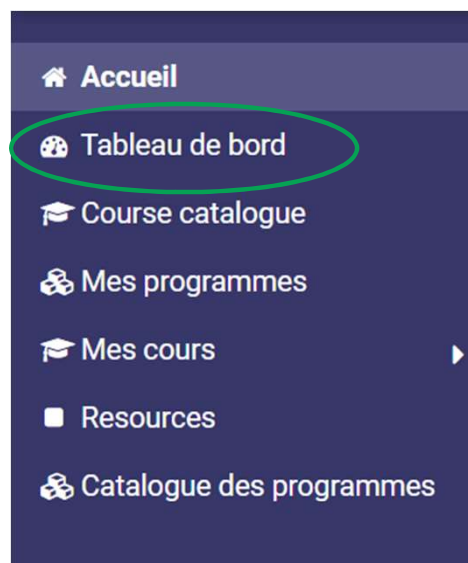 Accueil
Tableau de bord
Course catalogue
Mes programmes
Mes cours
Resources
Catalogue des programmes